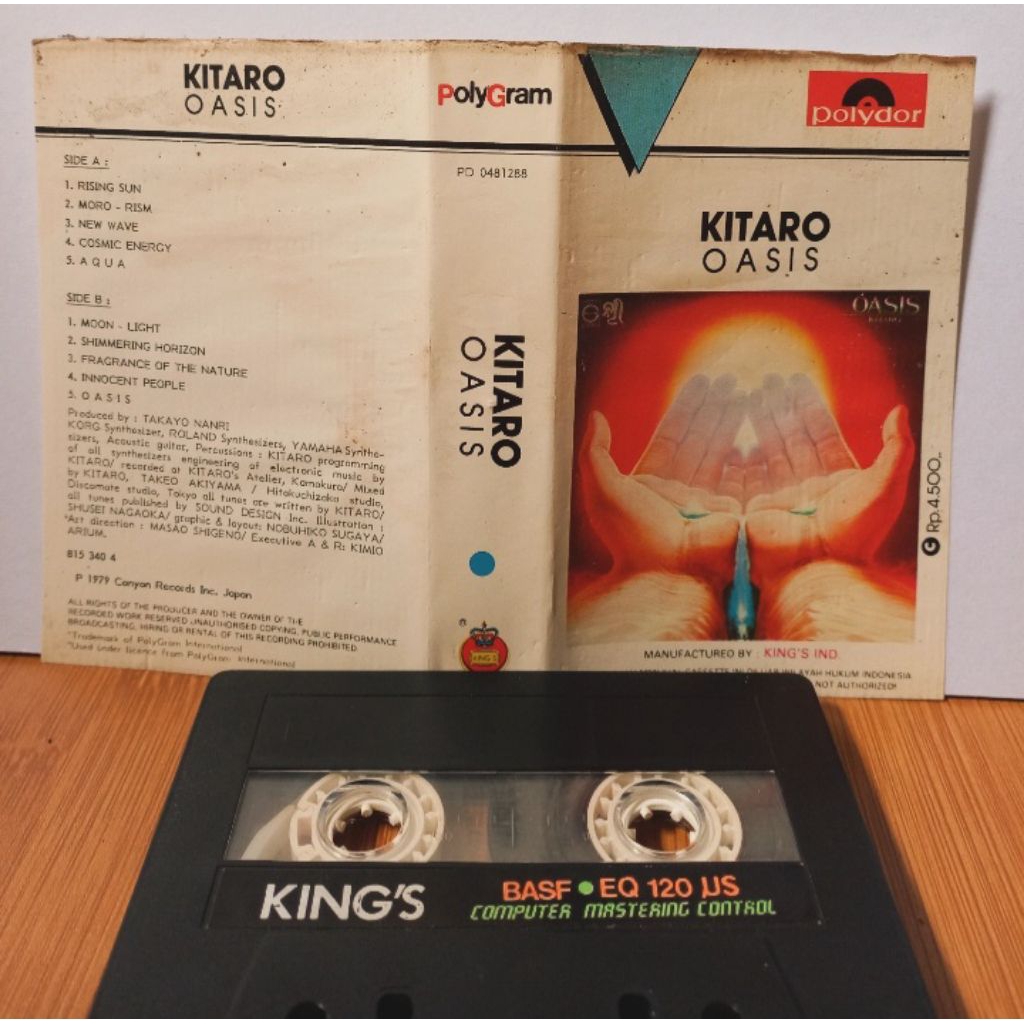 KITARO
OASIS
SIDE A :
1. RISING SUN
2. MORO - RISM
3. NEW WAVE
4. COSMIC ENERGY
5. A Q U A
SIDE B :
1. MOON - LIGHT
2. SHIMMERING HORIZON
3. FRAGRANCE OF THE NATURE
4. INNOCENT PEOPLE
5. O A S I S
Produced by : TAKAYO NANRI
KORG Synthesizer, ROLAND Synthesizers, YAMAHA Synthe-
sizers, Acoustic guitar, Percussions : KITARO programming
of all synthesizers engineering of electronic music by
KITARO/ recorded at KITARO's Atelier, Kamakura/ Mixed
by KITARO, TAKEO AKIYAMA / Hitokuchizaka studio,
Discomate studio, Tokyo all tunes are written by KITARO/
all tunes published by SOUND DESIGN Inc. Illustration :
SHUSEI NAGAOKA/ graphic & layout: NOBUHIKO SUGAYA/
Art direction : MASAO SHIGENO/ Executive A & R: KIMIO
ARIUM.
815 340 4
P 1979 Canyon Records Inc. Japan
ALL RIGHTS OF THE PRODUCER AND THE OWNER OF THE
RECORDED WORK RESERVED UNAUTHORISED COPYING, PUBLIC PERFORMANCE
BROADCASTING, HIRING OR RENTAL OF THIS RECORDING PROHIBITED.
"Trademark of PolyGram International
"Used under licence from PolyGram International
PolyGram
PD 0481288
KITARO
OASIS
KING'S
polydor
KITARO
OASIS
OASIS
KITARO
G Rp.4.500,-
MANUFACTURED BY : KING'S IND.
WILAYAH HUKUM INDONESIA
NOT AUTHORIZED!
KING'S
BASF • EQ 120 µS
COMPUTER MASTERING CONTROL